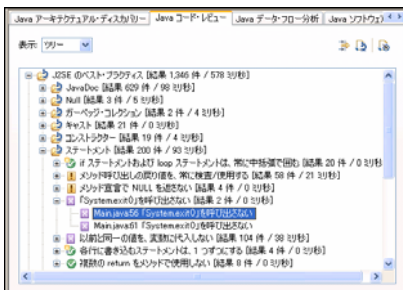 Java アーキテクチュアル・ディスカバリー Java コード・レビュー Java データ・フロー分析 Java ソフトウェア
表示: ツリー
J2SE のベスト・プラクティス [結果 1,346 件 / 578 ミリ秒]
JavaDoc [結果 629 件 / 98 ミリ秒]
Null [結果 3 件 / 5 ミリ秒]
ガーベッジ・コレクション [結果 2 件 / 4 ミリ秒]
キャスト [結果 21 件 / 0 ミリ秒]
コンストラクター [結果 19 件 / 4 ミリ秒]
ステートメント [結果 200 件 / 93 ミリ秒]
if ステートメントおよび loop ステートメントは、常に中括弧で囲む [結果 20 件 / 0 ミリ秒]
メソッド呼び出しの戻り値を、常に検査/使用する [結果 58 件 / 21 ミリ秒]
メソッド宣言で NULL を返さない [結果 4 件 / 0 ミリ秒]
「System.exit()」を呼び出さない [結果 2 件 / 0 ミリ秒]
Main.java:56 「System.exit()」を呼び出さない
Main.java:61 「System.exit()」を呼び出さない
以前と同一の値を、変数に代入しない [結果 104 件 / 38 ミリ秒]
各行に書き込むステートメントは、1 つずつにする [結果 4 件 / 0 ミリ秒]
複数の return をメソッドで使用しない [結果 8 件 / 0 ミリ秒]